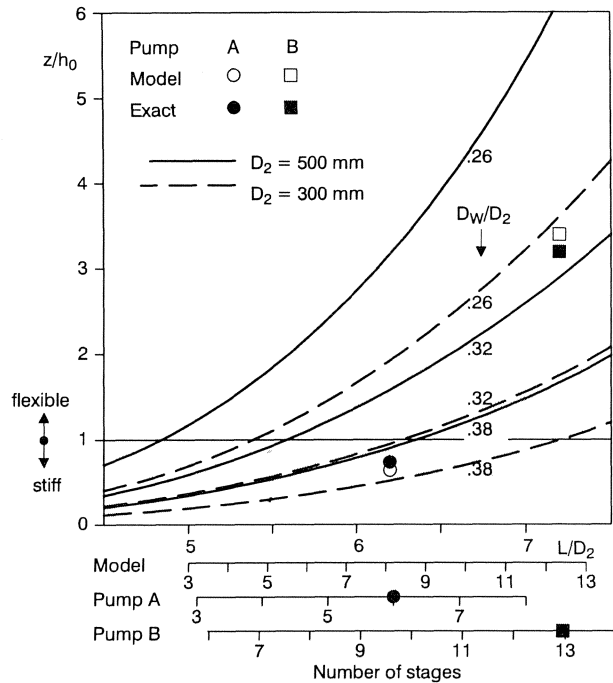 6
z/h0
5
4
3
2
1
0
Pump A B
Model
Exact
D2 = 500 mm
D2 = 300 mm
.26
DW/D2
.26
.32
.32
.38
.38
flexible
stiff
5 6 7 L/D2
Model
3 5 7 9 11 13
Pump A
3 5 7
Pump B
7 9 11 13
Number of stages